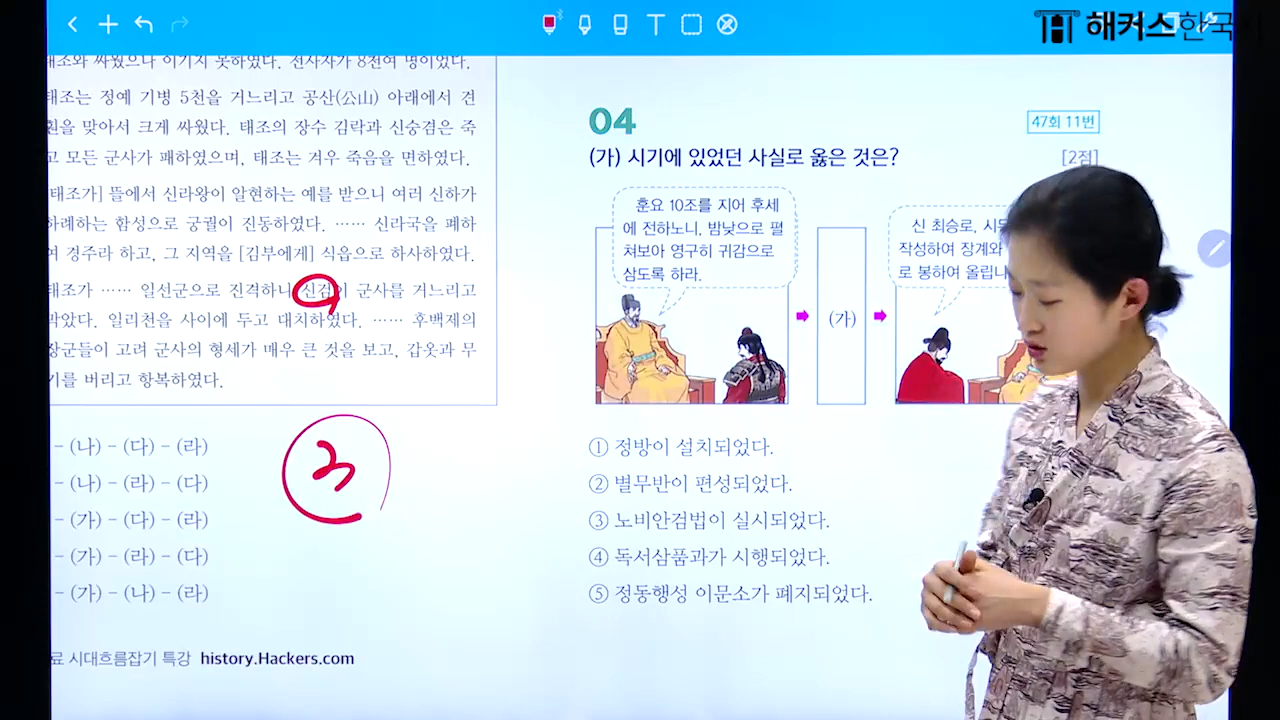 해커스한국
태조와 싸웠으나 이기지 못하였다. 전사자가 8천여 명이었다.
태조는 정예 기병 5천을 거느리고 공산(公山) 아래에서 견
훤을 맞아서 크게 싸웠다. 태조의 장수 김락과 신숭겸은 죽
고 모든 군사가 패하였으며, 태조는 겨우 죽음을 면하였다.
태조가] 뜰에서 신라왕이 알현하는 예를 받으니 여러 신하가
하례하는 함성으로 궁궐이 진동하였다. …… 신라국을 폐하
여 경주라 하고, 그 지역을 [김부에게] 식읍으로 하사하였다.
태조가 …… 일선군으로 진격하니 신검이 군사를 거느리고
막았다. 일리천을 사이에 두고 대치하였다. …… 후백제의
장군들이 고려 군사의 형세가 매우 큰 것을 보고, 갑옷과 무
기를 버리고 항복하였다.
– (나) – (다) – (라)
– (나) – (라) – (다)
– (가) – (다) – (라)
– (가) – (라) – (다)
– (가) – (나) – (라)
3
료 시대흐름잡기 특강 history.Hackers.com
04
47회 11번
(가) 시기에 있었던 사실로 옳은 것은?
[2점]
훈요 10조를 지어 후세
에 전하노니, 밤낮으로 펼
쳐보아 영구히 귀감으로
삼도록 하라.
(가)
신 최승로, 시무
작성하여 장계와
로 봉하여 올립니
① 정방이 설치되었다.
② 별무반이 편성되었다.
③ 노비안검법이 실시되었다.
④ 독서삼품과가 시행되었다.
⑤ 정동행성 이문소가 폐지되었다.